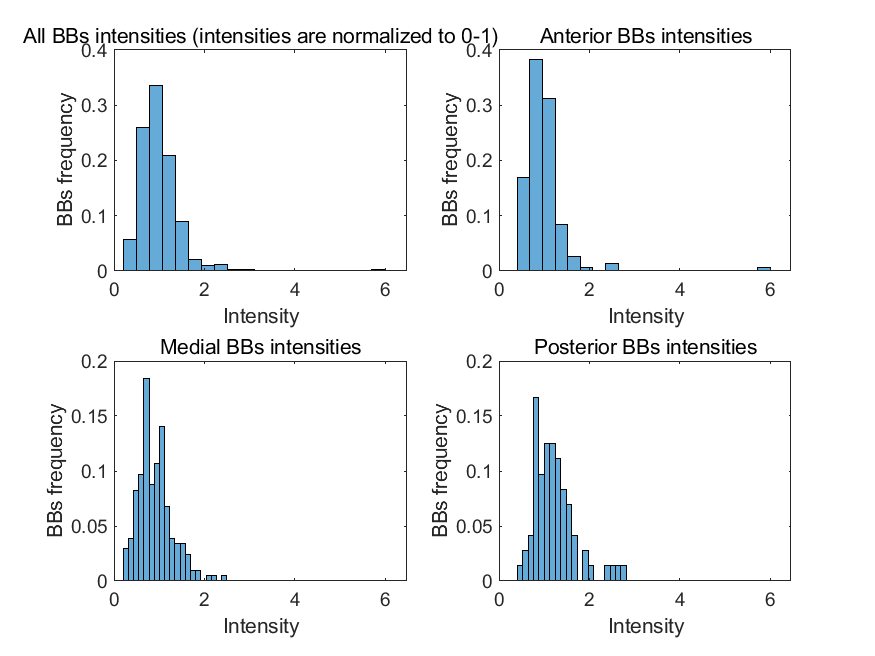 All BBs intensities (intensities are normalized to 0-1)
0.4
0.3
0.2
0.1
0
BBs frequency
0 2 4 6
Intensity
Anterior BBs intensities
0.4
0.3
0.2
0.1
0
BBs frequency
0 2 4 6
Intensity
Medial BBs intensities
0.2
0.15
0.1
0.05
0
BBs frequency
0 2 4 6
Intensity
Posterior BBs intensities
0.2
0.15
0.1
0.05
0
BBs frequency
0 2 4 6
Intensity